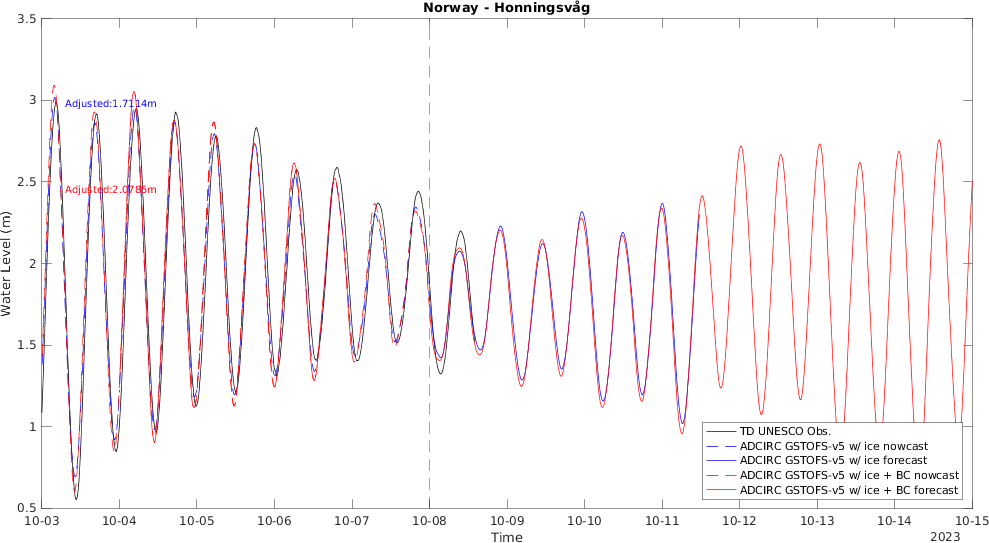 Norway - Honningsvåg
3.5
3
2.5
2
1.5
1
0.5
Water Level (m)
Adjusted:1.7114m
Adjusted:2.0785m
TD UNESCO Obs.
ADCIRC GSTOFS-v5 w/ ice nowcast
ADCIRC GSTOFS-v5 w/ ice forecast
ADCIRC GSTOFS-v5 w/ ice + BC nowcast
ADCIRC GSTOFS-v5 w/ ice + BC forecast
10-03 10-04 10-05 10-06 10-07 10-08 10-09 10-10 10-11 10-12 10-13 10-14 10-15
Time
2023